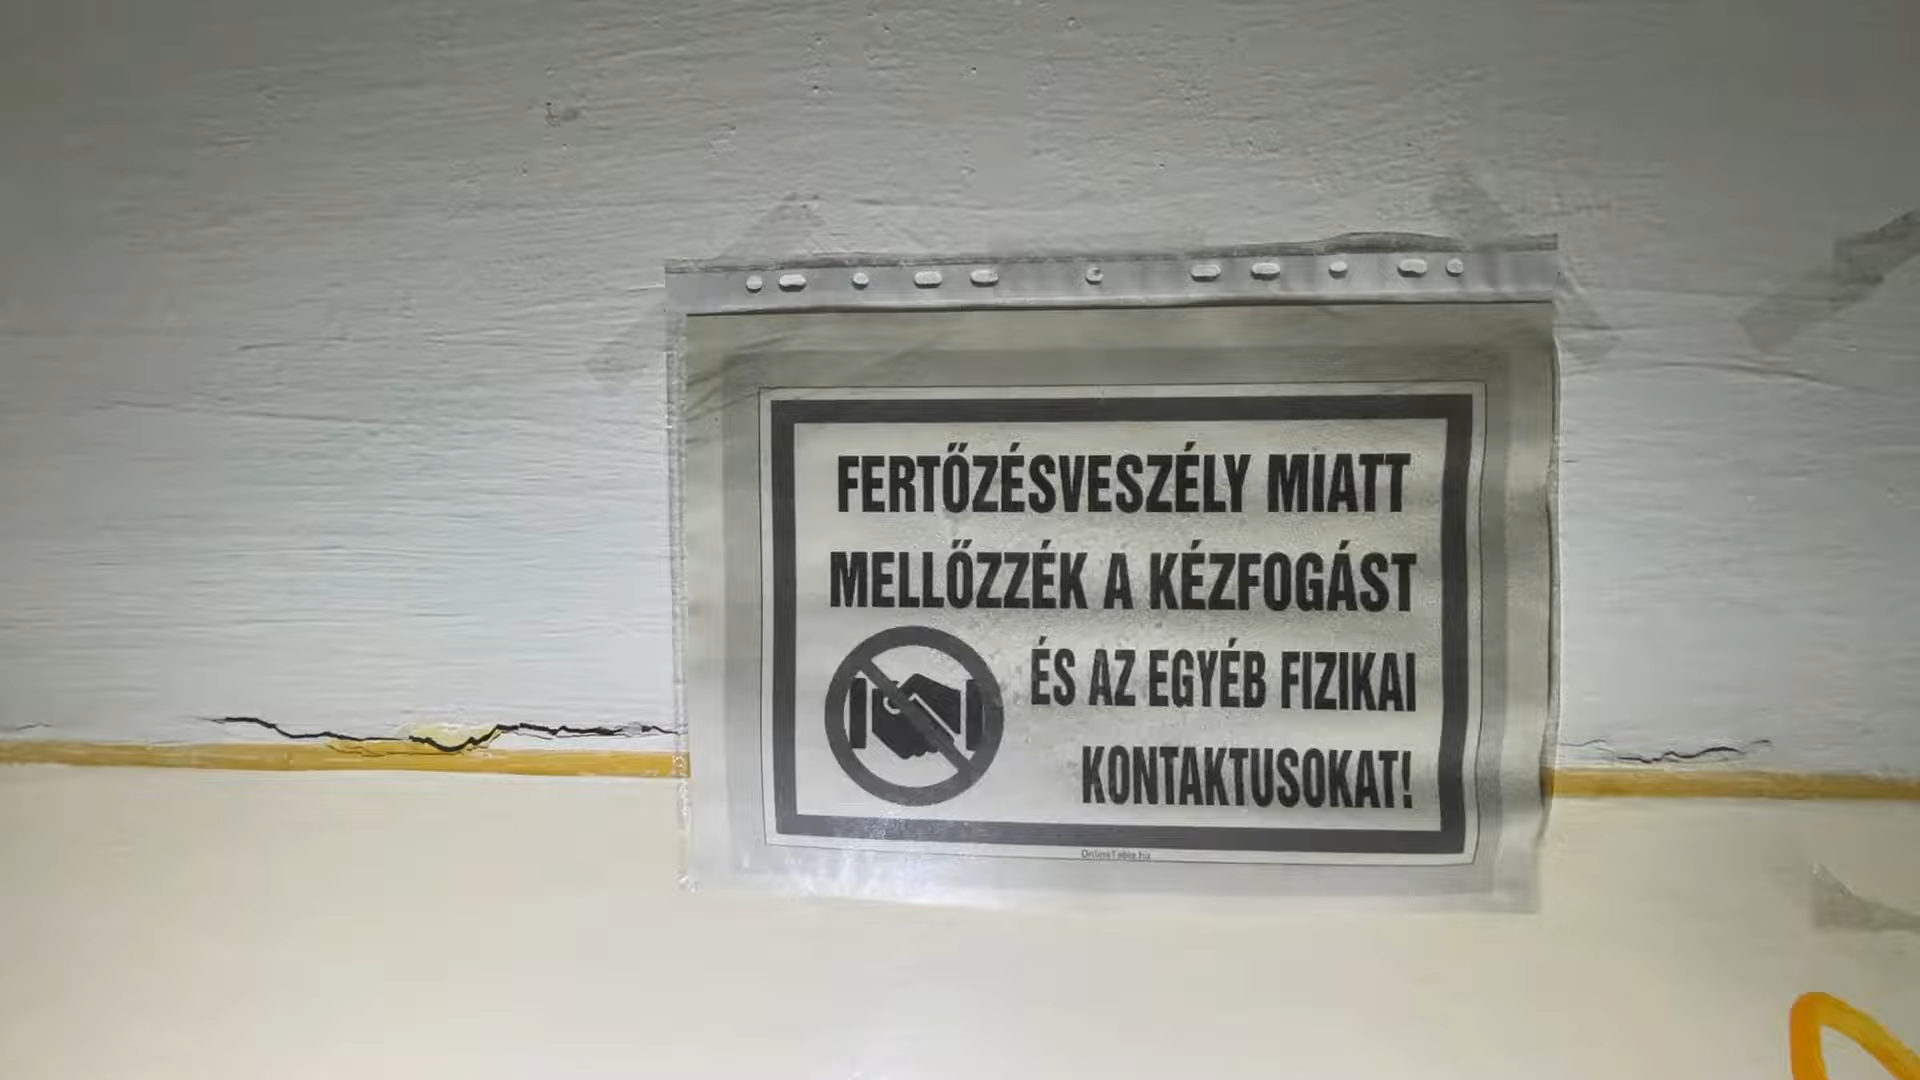 FERTŐZÉSVESZÉLY MIATT
MELLŐZZÉK A KÉZFOGÁST
ÉS AZ EGYÉB FIZIKAI
KONTAKTUSOKAT!